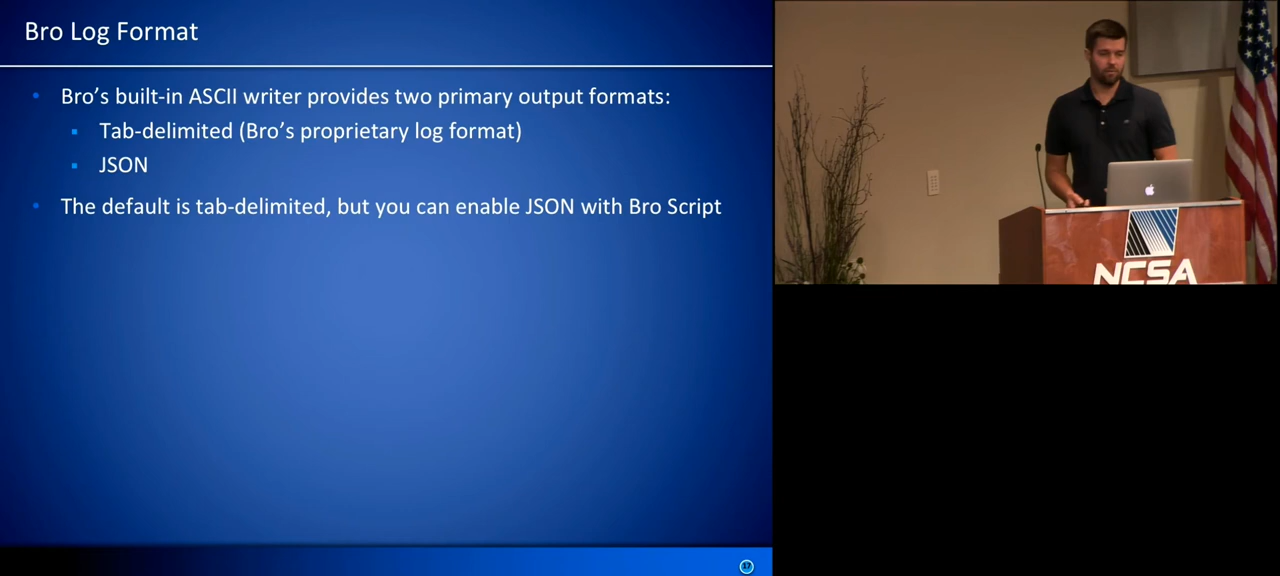 Bro Log Format
Bro's built-in ASCII writer provides two primary output formats:
Tab-delimited (Bro's proprietary log format)
JSON
The default is tab-delimited, but you can enable JSON with Bro Script
17
NCSA